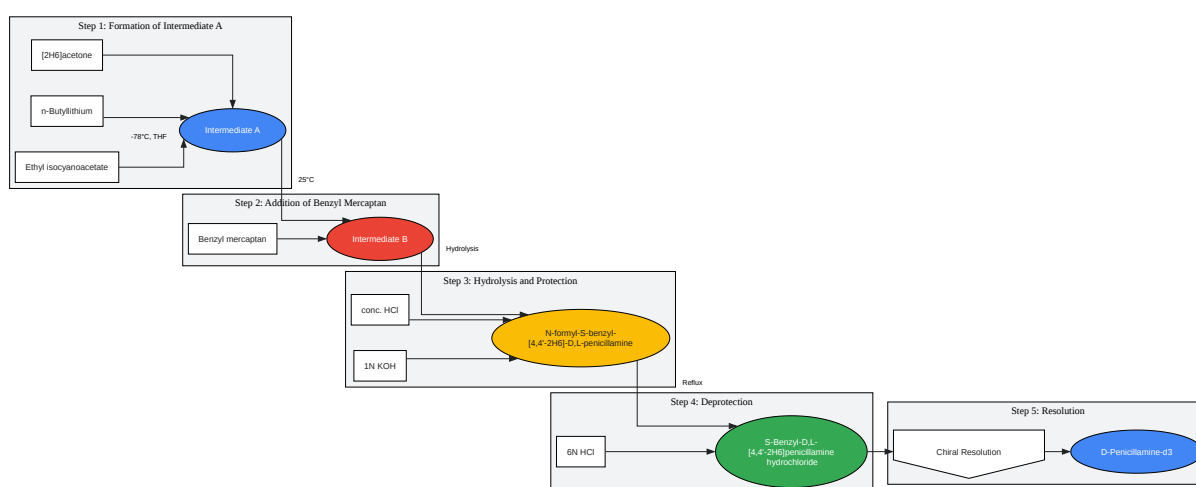 Step 1: Formation of Intermediate A
[2H6]acetone
n-Butyllithium
-78°C, THF
Intermediate A
Ethyl isocyanoacetate
25°C
Step 2: Addition of Benzyl Mercaptan
Benzyl mercaptan
Intermediate B
Hydrolysis
Step 3: Hydrolysis and Protection
conc. HCl
1N KOH
N-formyl-S-benzyl-
[4,4'-2H6]-D,L-penicillamine
Reflux
Step 4: Deprotection
6N HCl
S-Benzyl-D,L-
[4,4'-2H6]penicillamine
hydrochloride
Step 5: Resolution
Chiral Resolution
D-Penicillamine-d3